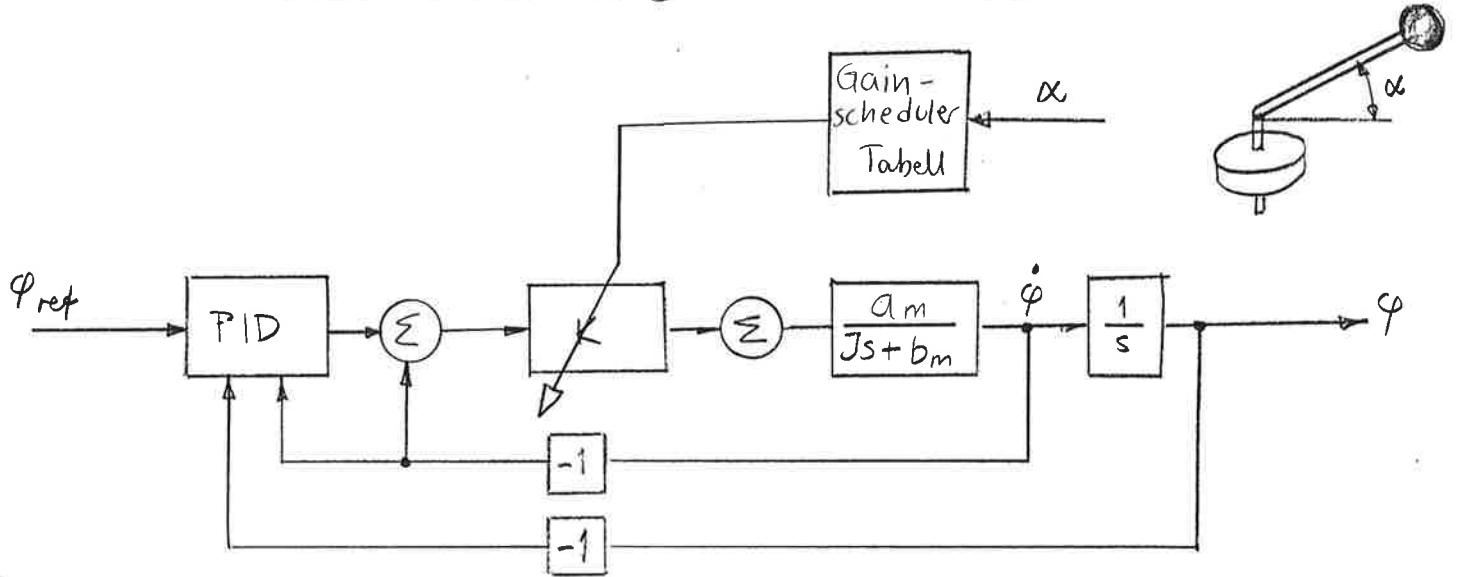 Gain-
scheduler
Tabell
α
α
φref
PID
Σ
K
Σ
am
Js+bm
φ̇
1
s
φ
-1
-1